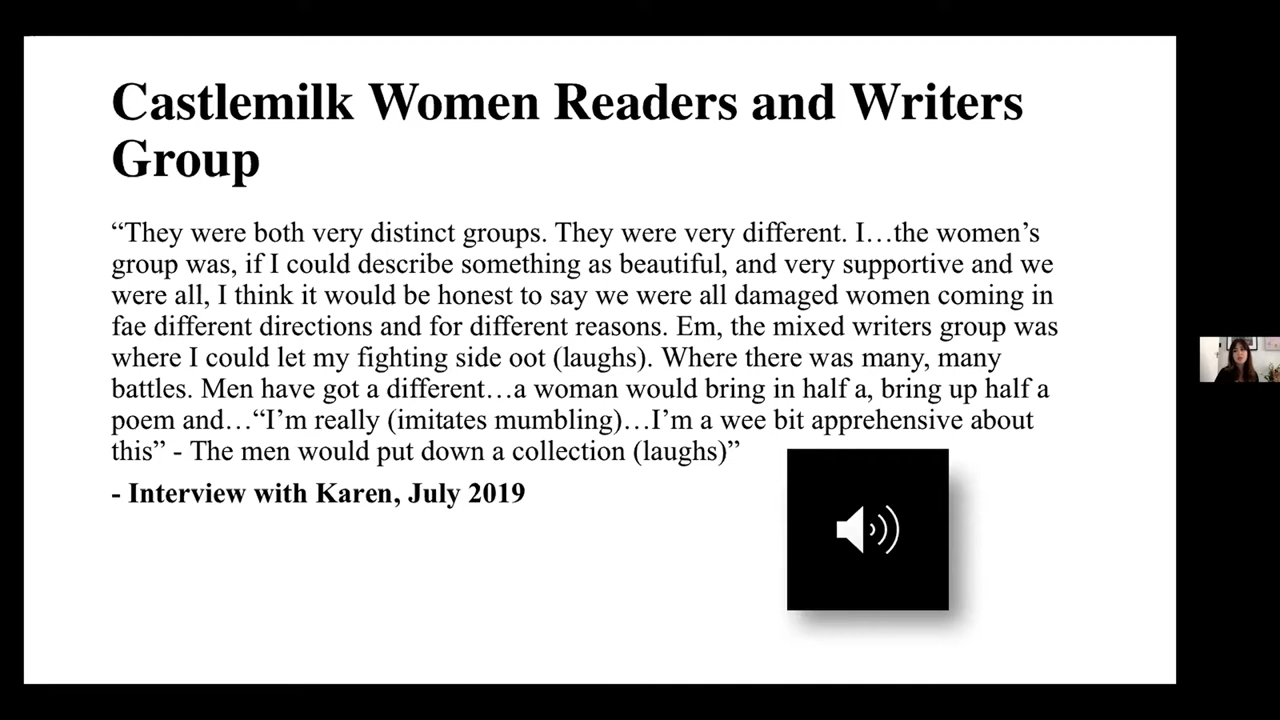 Castlemilk Women Readers and Writers
Group
“They were both very distinct groups. They were very different. I…the women’s
group was, if I could describe something as beautiful, and very supportive and we
were all, I think it would be honest to say we were all damaged women coming in
fae different directions and for different reasons. Em, the mixed writers group was
where I could let my fighting side oot (laughs). Where there was many, many
battles. Men have got a different…a woman would bring in half a, bring up half a
poem and…“I’m really (imitates mumbling)…I’m a wee bit apprehensive about
this” - The men would put down a collection (laughs)”
- Interview with Karen, July 2019